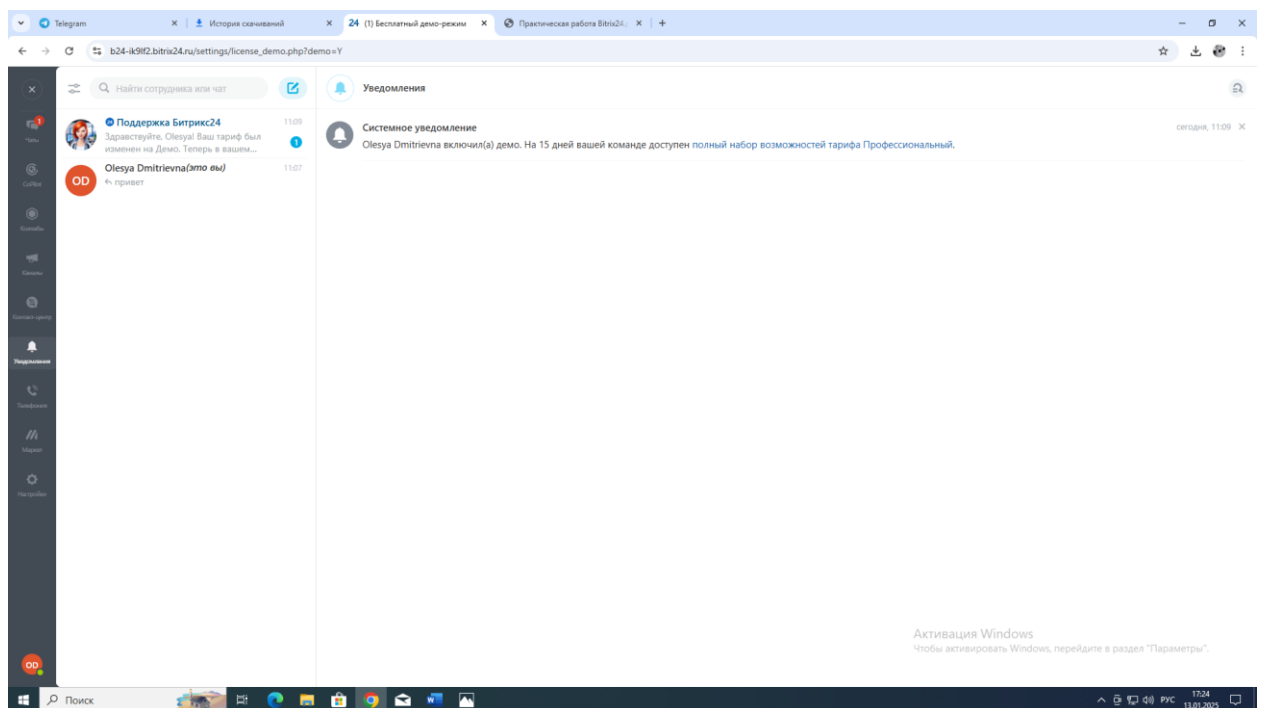 Telegram
История скачиваний
24 (1) Бесплатный демо-режим
Практическая работа Bitrix24.
b24-ik9lf2.bitrix24.ru/settings/license_demo.php?demo=Y
Найти сотрудника или чат
Уведомления
Поддержка Битрикс24 11:09
Здравствуйте, Olesya! Ваш тариф был
изменен на Демо. Теперь в вашем... 1
OD Olesya Dmitrievna(это вы) 11:07
привет
Системное уведомление сегодня, 11:09
Olesya Dmitrievna включил(а) демо. На 15 дней вашей команде доступен полный набор возможностей тарифа Профессиональный.
1
Чаты
CoPilot
Коллабы
Каналы
Контакт-центр
Уведомления
Телефония
Маркет
Настройки
OD
Активация Windows
Чтобы активировать Windows, перейдите в раздел "Параметры".
Поиск
РУС
17:24
13.01.2025